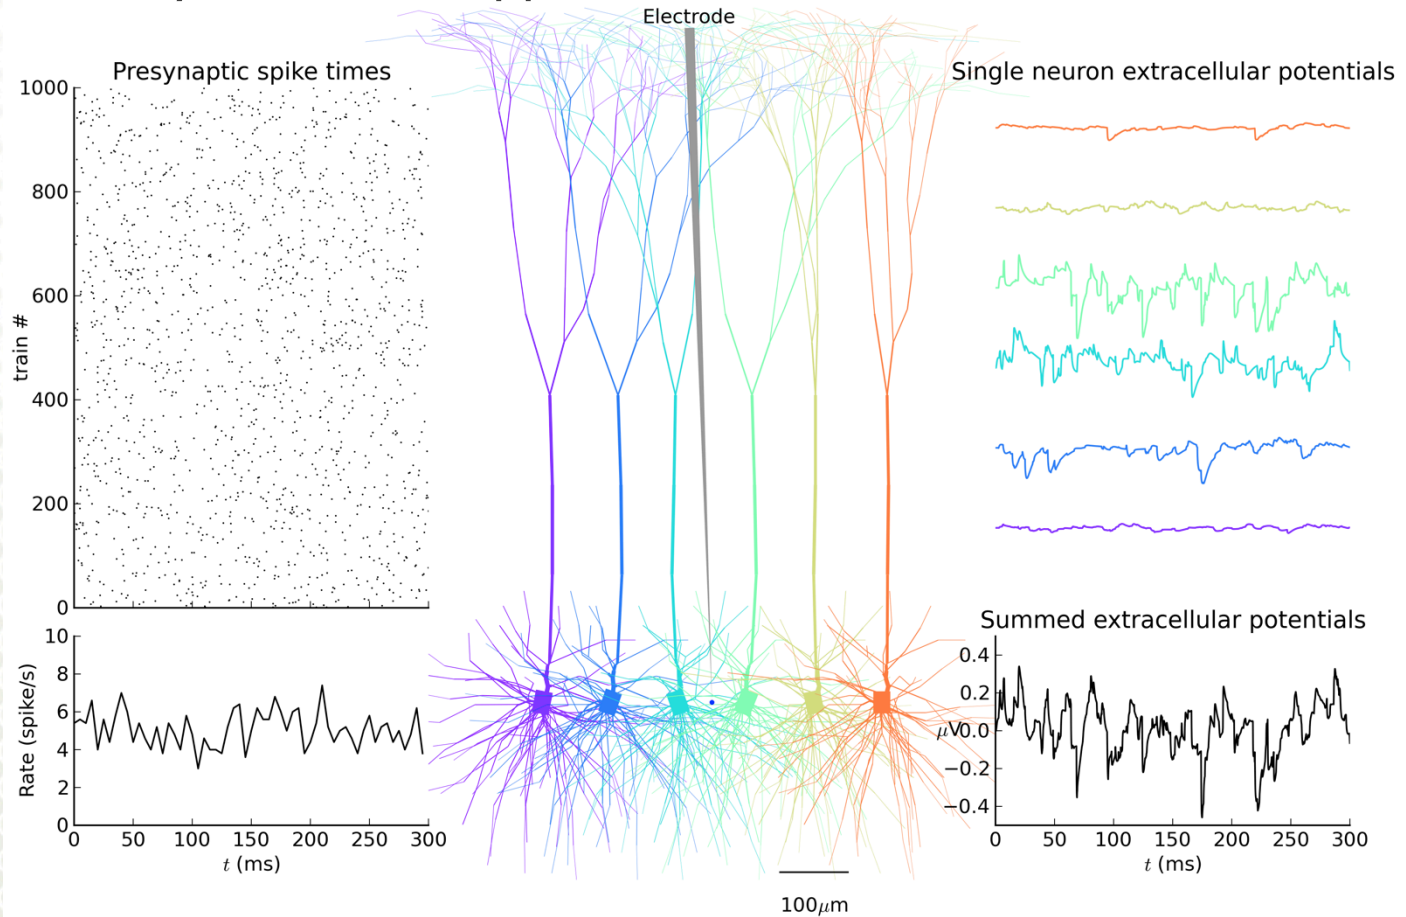 Electrode
Presynaptic spike times
1000
800
600
400
200
0
train #
10
8
6
4
2
0
Rate (spike/s)
0 50 100 150 200 250 300
t (ms)
100μm
Single neuron extracellular potentials
Summed extracellular potentials
0.4
0.2
μV0.0
−0.2
−0.4
0 50 100 150 200 250 300
t (ms)